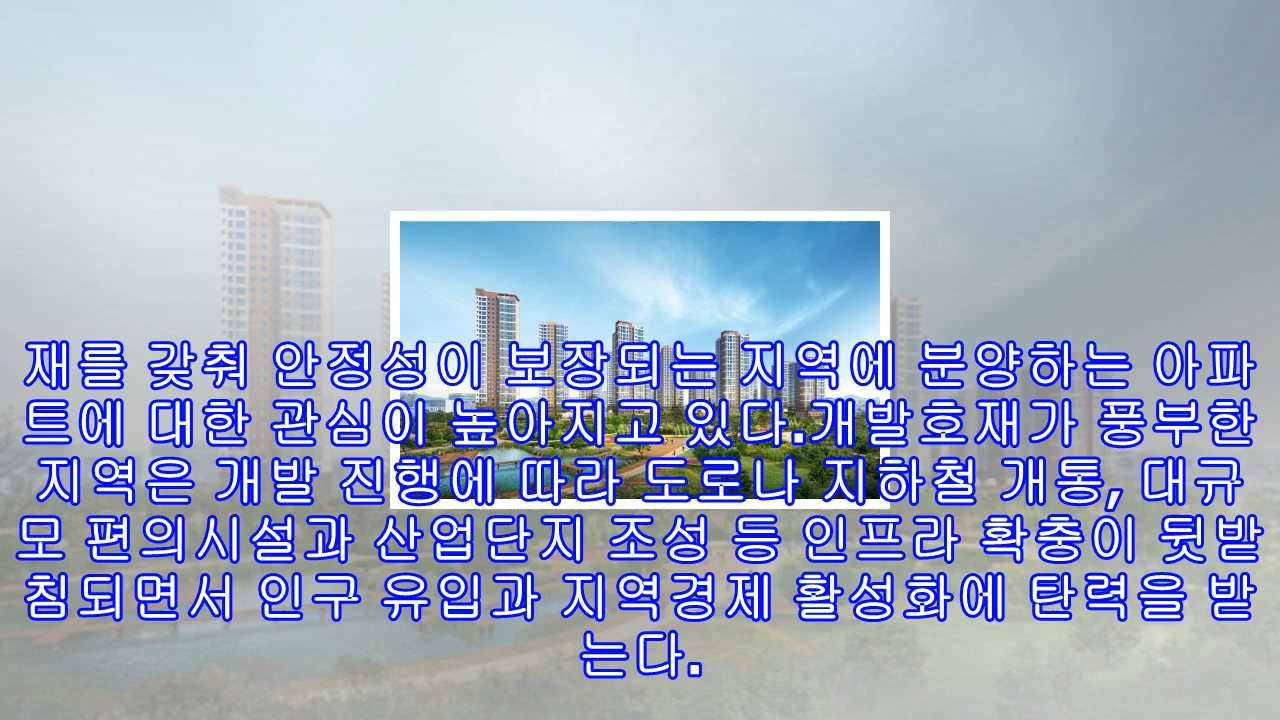 재를 갖춰 안정성이 보장되는 지역에 분양하는 아파
트에 대한 관심이 높아지고 있다.개발호재가 풍부한
지역은 개발 진행에 따라 도로나 지하철 개통, 대규
모 편의시설과 산업단지 조성 등 인프라 확충이 뒷받
침되면서 인구 유입과 지역경제 활성화에 탄력을 받
는다.